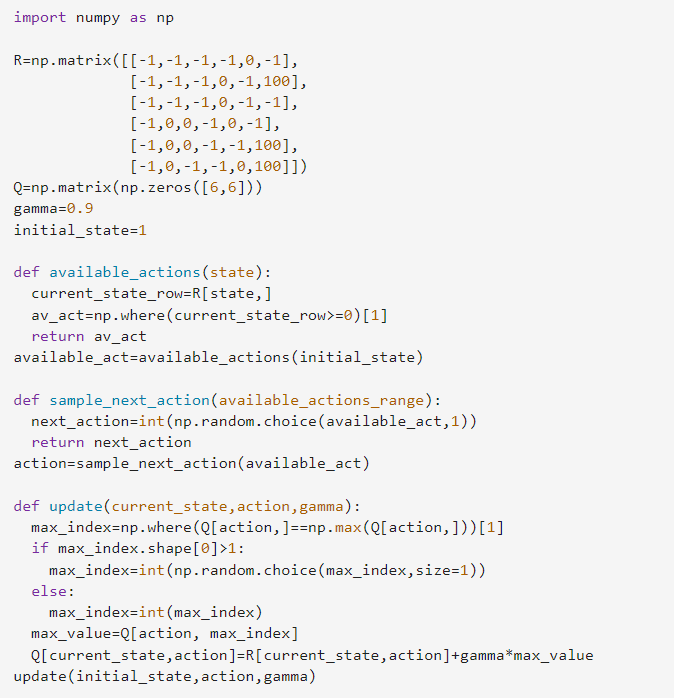 import numpy as np
R=np.matrix([[-1,-1,-1,-1,0,-1],
[-1,-1,-1,0,-1,100],
[-1,-1,-1,0,-1,-1],
[-1,0,0,-1,0,-1],
[-1,0,0,-1,-1,100],
[-1,0,-1,-1,0,100]])
Q=np.matrix(np.zeros([6,6]))
gamma=0.9
initial_state=1
def available_actions(state):
current_state_row=R[state,]
av_act=np.where(current_state_row>=0)[1]
return av_act
available_act=available_actions(initial_state)
def sample_next_action(available_actions_range):
next_action=int(np.random.choice(available_act,1))
return next_action
action=sample_next_action(available_act)
def update(current_state,action,gamma):
max_index=np.where(Q[action,]==np.max(Q[action,]))[1]
if max_index.shape[0]>1:
max_index=int(np.random.choice(max_index,size=1))
else:
max_index=int(max_index)
max_value=Q[action, max_index]
Q[current_state,action]=R[current_state,action]+gamma*max_value
update(initial_state,action,gamma)